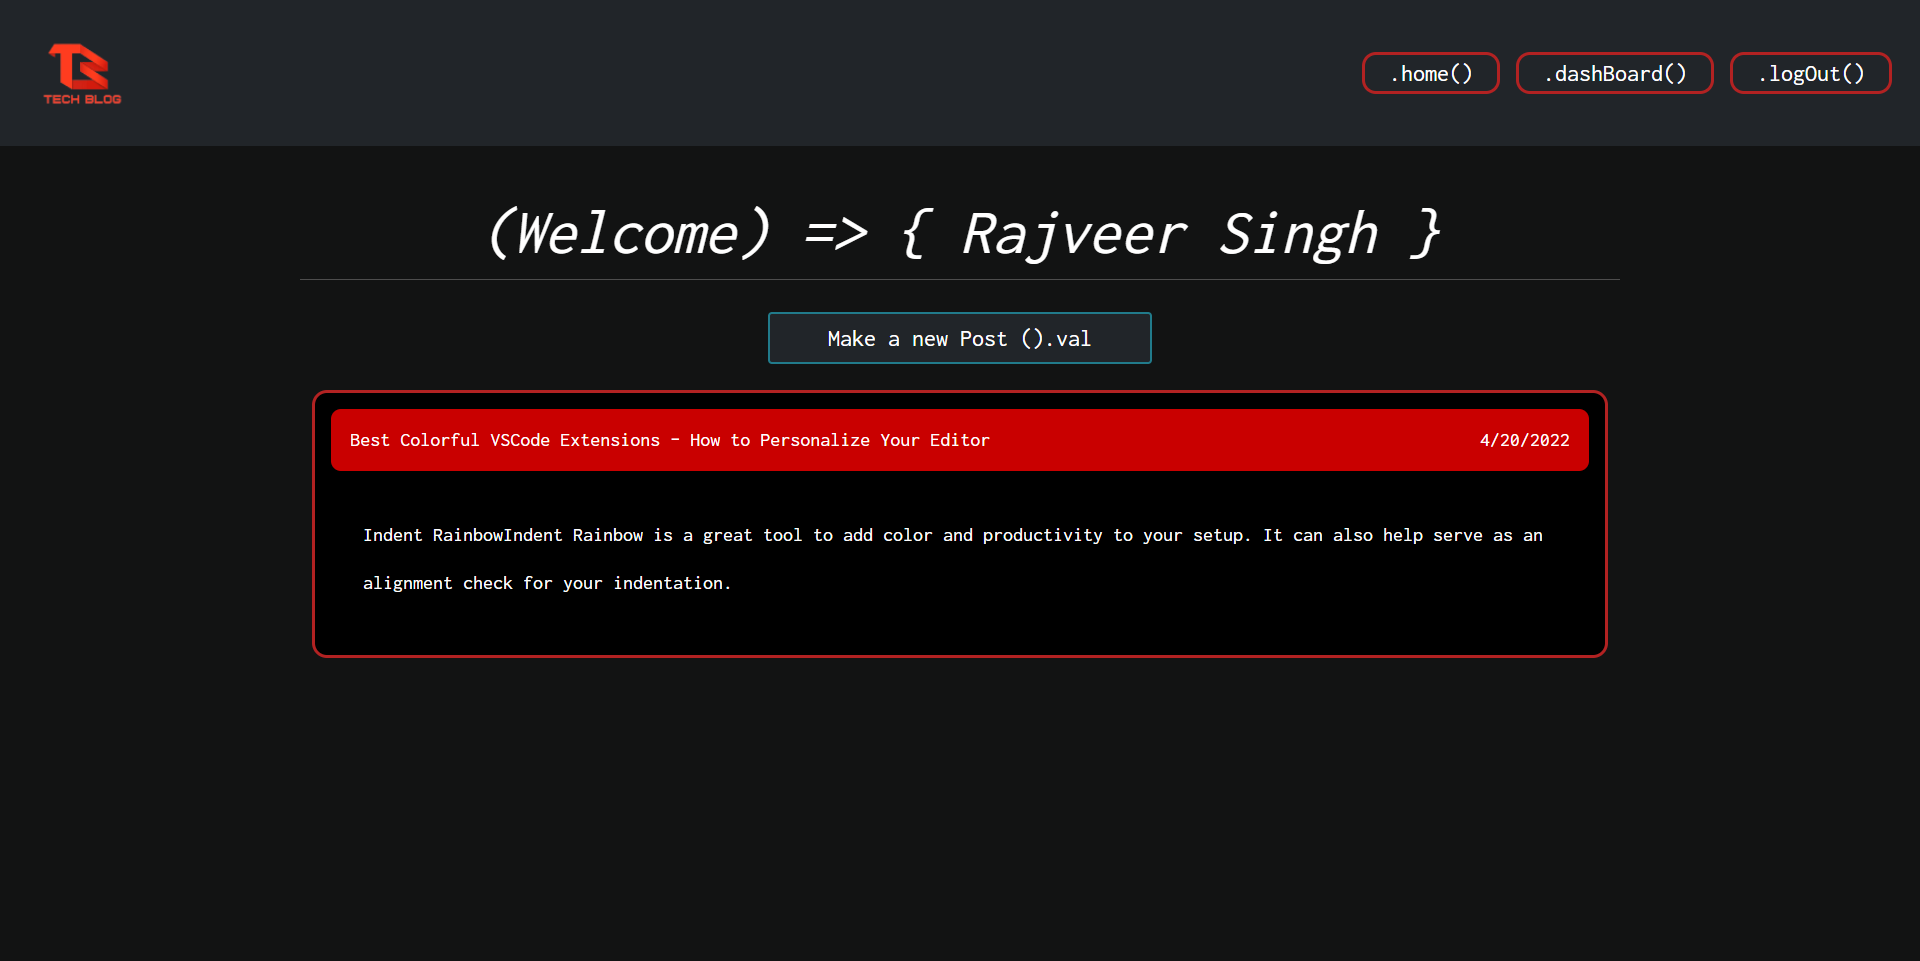 TECH BLOG
.home() .dashBoard() .logOut()
(Welcome) => { Rajveer Singh }
Make a new Post ().val
Best Colorful VSCode Extensions - How to Personalize Your Editor 4/20/2022
Indent RainbowIndent Rainbow is a great tool to add color and productivity to your setup. It can also help serve as an
alignment check for your indentation.